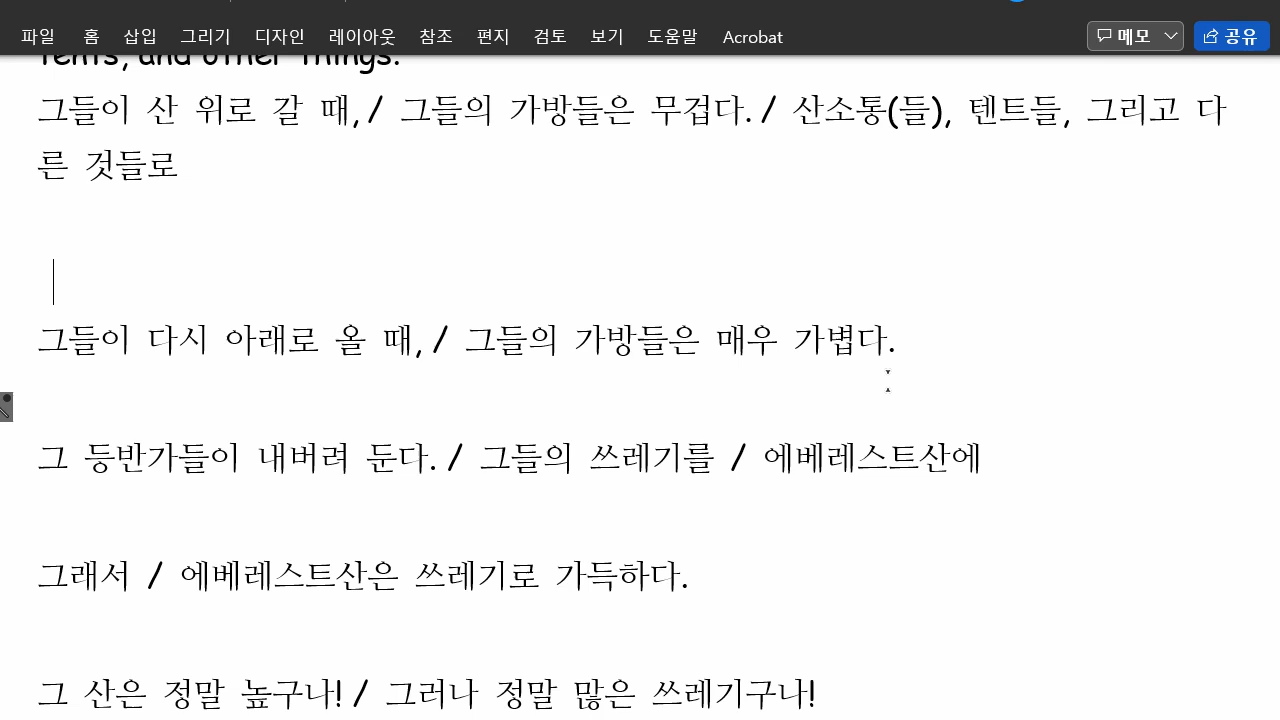 파일 홈 삽입 그리기 디자인 레이아웃 참조 편지 검토 보기 도움말 Acrobat 메모 공유
Tents, and other things.
그들이 산 위로 갈 때, / 그들의 가방들은 무겁다. / 산소통(들), 텐트들, 그리고 다
른 것들로
그들이 다시 아래로 올 때, / 그들의 가방들은 매우 가볍다.
그 등반가들이 내버려 둔다. / 그들의 쓰레기를 / 에베레스트산에
그래서 / 에베레스트산은 쓰레기로 가득하다.
그 산은 정말 높구나! / 그러나 정말 많은 쓰레기구나!